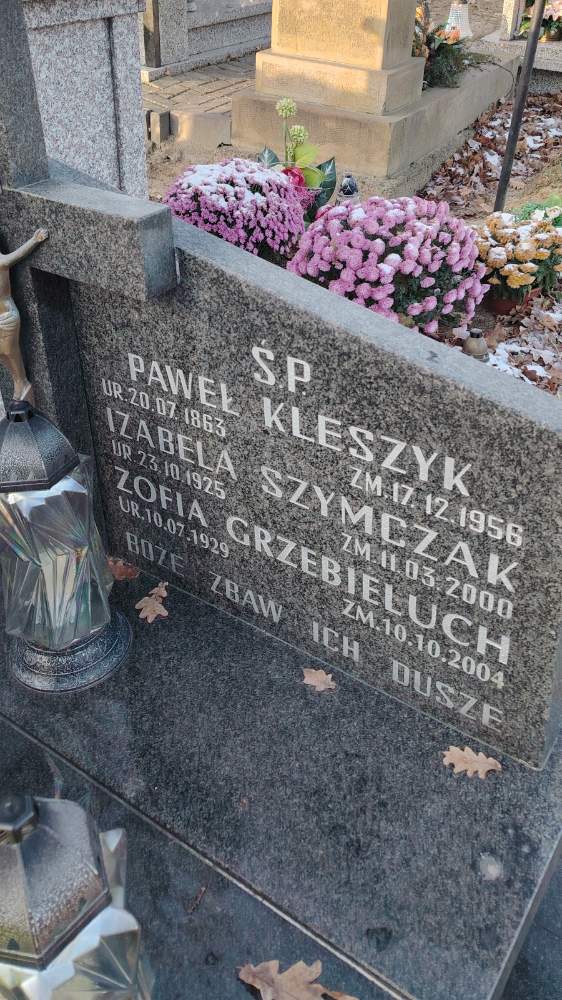 Ś.P.
PAWEŁ KLESZYK
UR.20.07.1863 ZM.17.12.1956
IZABELA SZYMCZAK
UR.23.10.1925 ZM.11.03.2000
ZOFIA GRZEBIELUCH
UR.10.07.1929 ZM.10.10.2004
BOŻE ZBAW ICH DUSZE